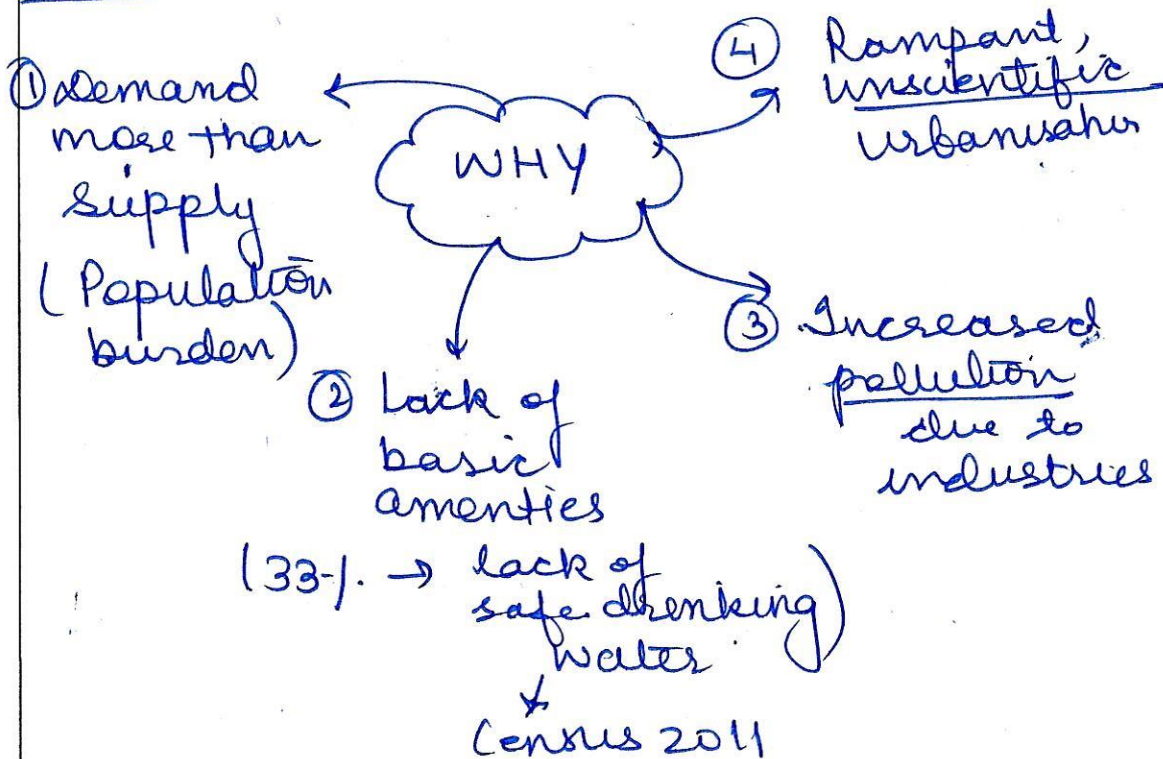 WHY
① Demand
more than
supply
(Population
burden)
② Lack of
basic
amenties
(33% → lack of
safe drenking
water)
Census 2011
③ Increased
pollution
due to
industries
④ Rampant,
unscientific
urbanisation